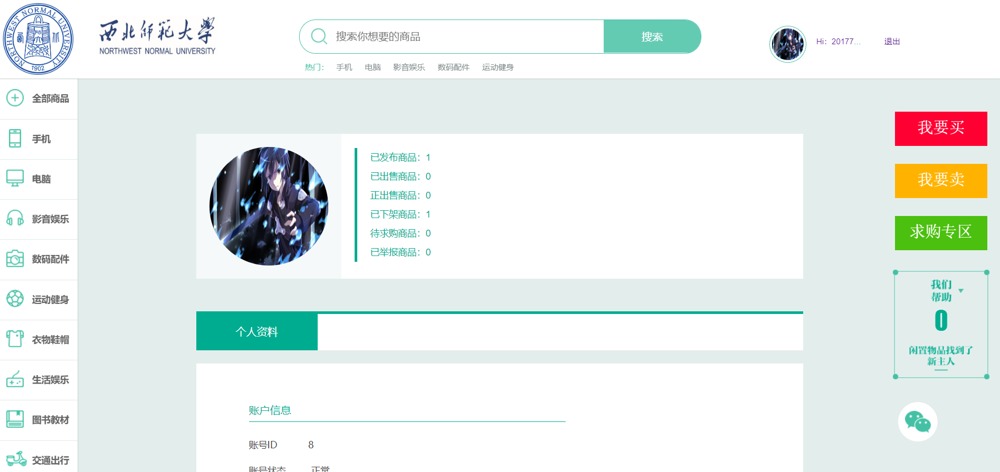 NORTHWEST NORMAL UNIVERSITY
1902
西北师范大学
NORTHWEST NORMAL UNIVERSITY
搜索你想要的商品
搜索
热门：
手机
电脑
影音娱乐
数码配件
运动健身
Hi：20177...
退出
全部商品
手机
电脑
影音娱乐
数码配件
运动健身
衣物鞋帽
生活娱乐
图书教材
交通出行
已发布商品：1
已出售商品：0
正出售商品：0
已下架商品：1
待求购商品：0
已举报商品：0
个人资料
账户信息
账号ID 8
账号状态 正常
我要买
我要卖
求购专区
我们
帮助
0
闲置物品找到了
新主人